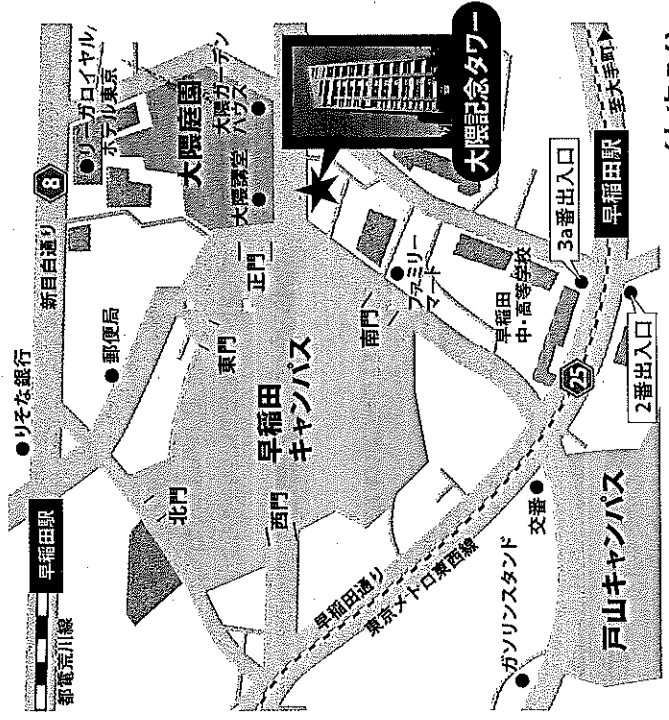 りそな銀行
早稲田駅
都電荒川線
新目白通り
8
郵便局
リーガロイヤル
ホテル東京
大隈庭園
大隈ガーデン
ハウス
大隈講堂
北門
東門
正門
西門
早稲田
キャンパス
南門
大隈記念タワー
ファミリー
マート
早稲田
中・高等学校
早稲田通り
東京メトロ東西線
25
3a番出入口
早稲田駅
至大手町
2番出入口
交番
ガソリンスタンド
戸山キャンパス